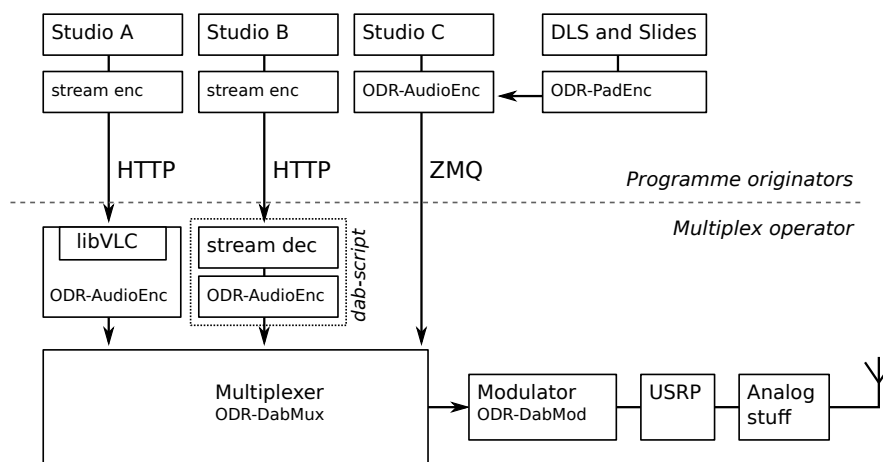 Studio A
Studio B
Studio C
DLS and Slides
stream enc
stream enc
ODR-AudioEnc
ODR-PadEnc
HTTP
HTTP
ZMQ
Programme originators
Multiplex operator
libVLC
ODR-AudioEnc
stream dec
ODR-AudioEnc
dab-script
Multiplexer
ODR-DabMux
Modulator
ODR-DabMod
USRP
Analog
stuff